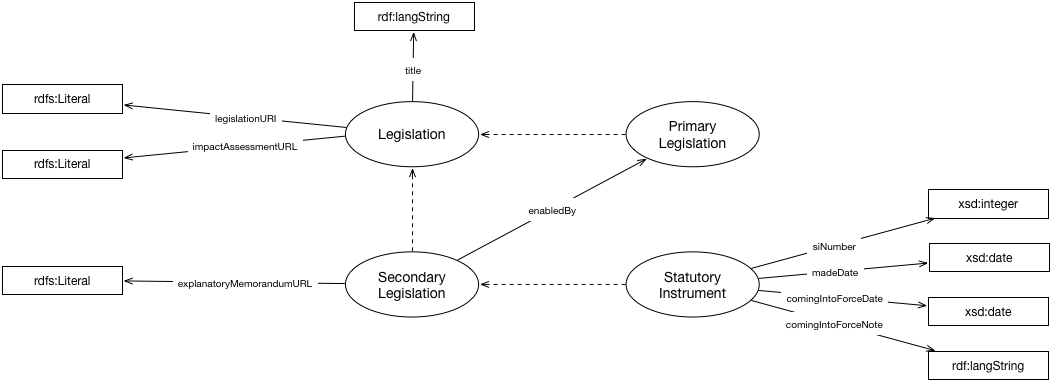 rdf:langString
title
rdfs:Literal
legislationURI
Legislation
Primary
Legislation
impactAssessmentURL
rdfs:Literal
enabledBy
xsd:integer
siNumber
xsd:date
madeDate
rdfs:Literal
explanatoryMemorandumURL
Secondary
Legislation
Statutory
Instrument
comingIntoForceDate
xsd:date
comingIntoForceNote
rdf:langString